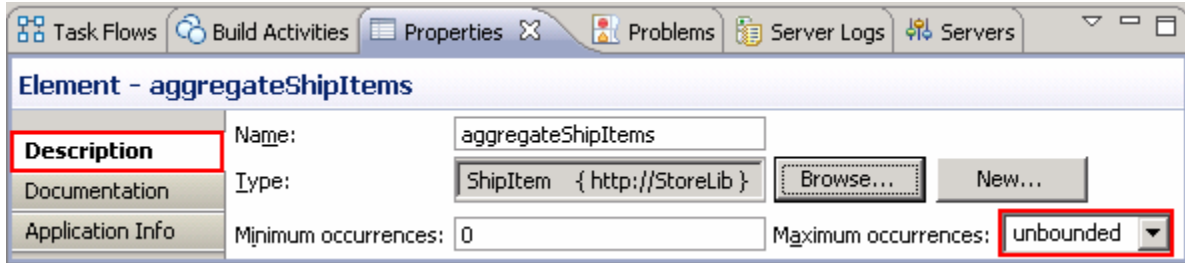 Task Flows Build Activities Properties Problems Server Logs Servers
Element - aggregateShipItems
Description
Documentation
Application Info
Name: aggregateShipItems
Type: ShipItem { http://StoreLib } Browse... New...
Minimum occurrences: 0 Maximum occurrences: unbounded